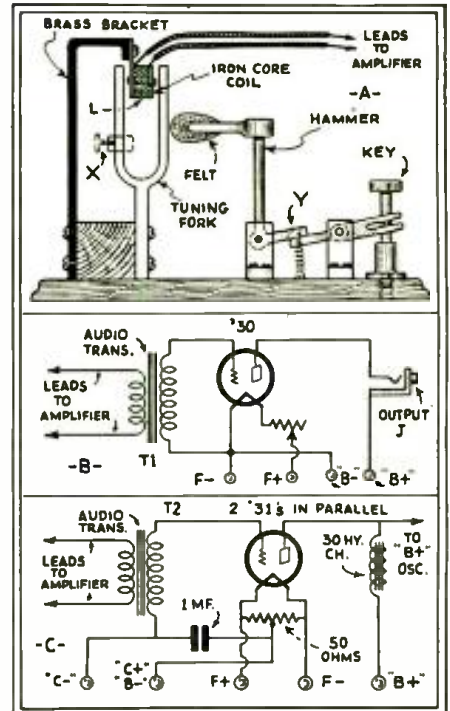 BRASS BRACKET
LEADS
TO
AMPLIFIER
IRON CORE
COIL
-A-
L-
HAMMER
KEY
X
FELT
Y
TUNING
FORK
'30
AUDIO
TRANS.
LEADS
TO
AMPLIFIER
OUTPUT
J
-B-
T1
F-
F+
"B-"
"B+"
AUDIO
TRANS.
T2
2 '31's IN PARALLEL
30 HY.
CH.
TO
"B+"
OSC.
LEADS
TO
AMPLIFIER
1 MF.
-C-
50
OHMS
"C-"
"C+"
"B-"
F+
F-
"B+"